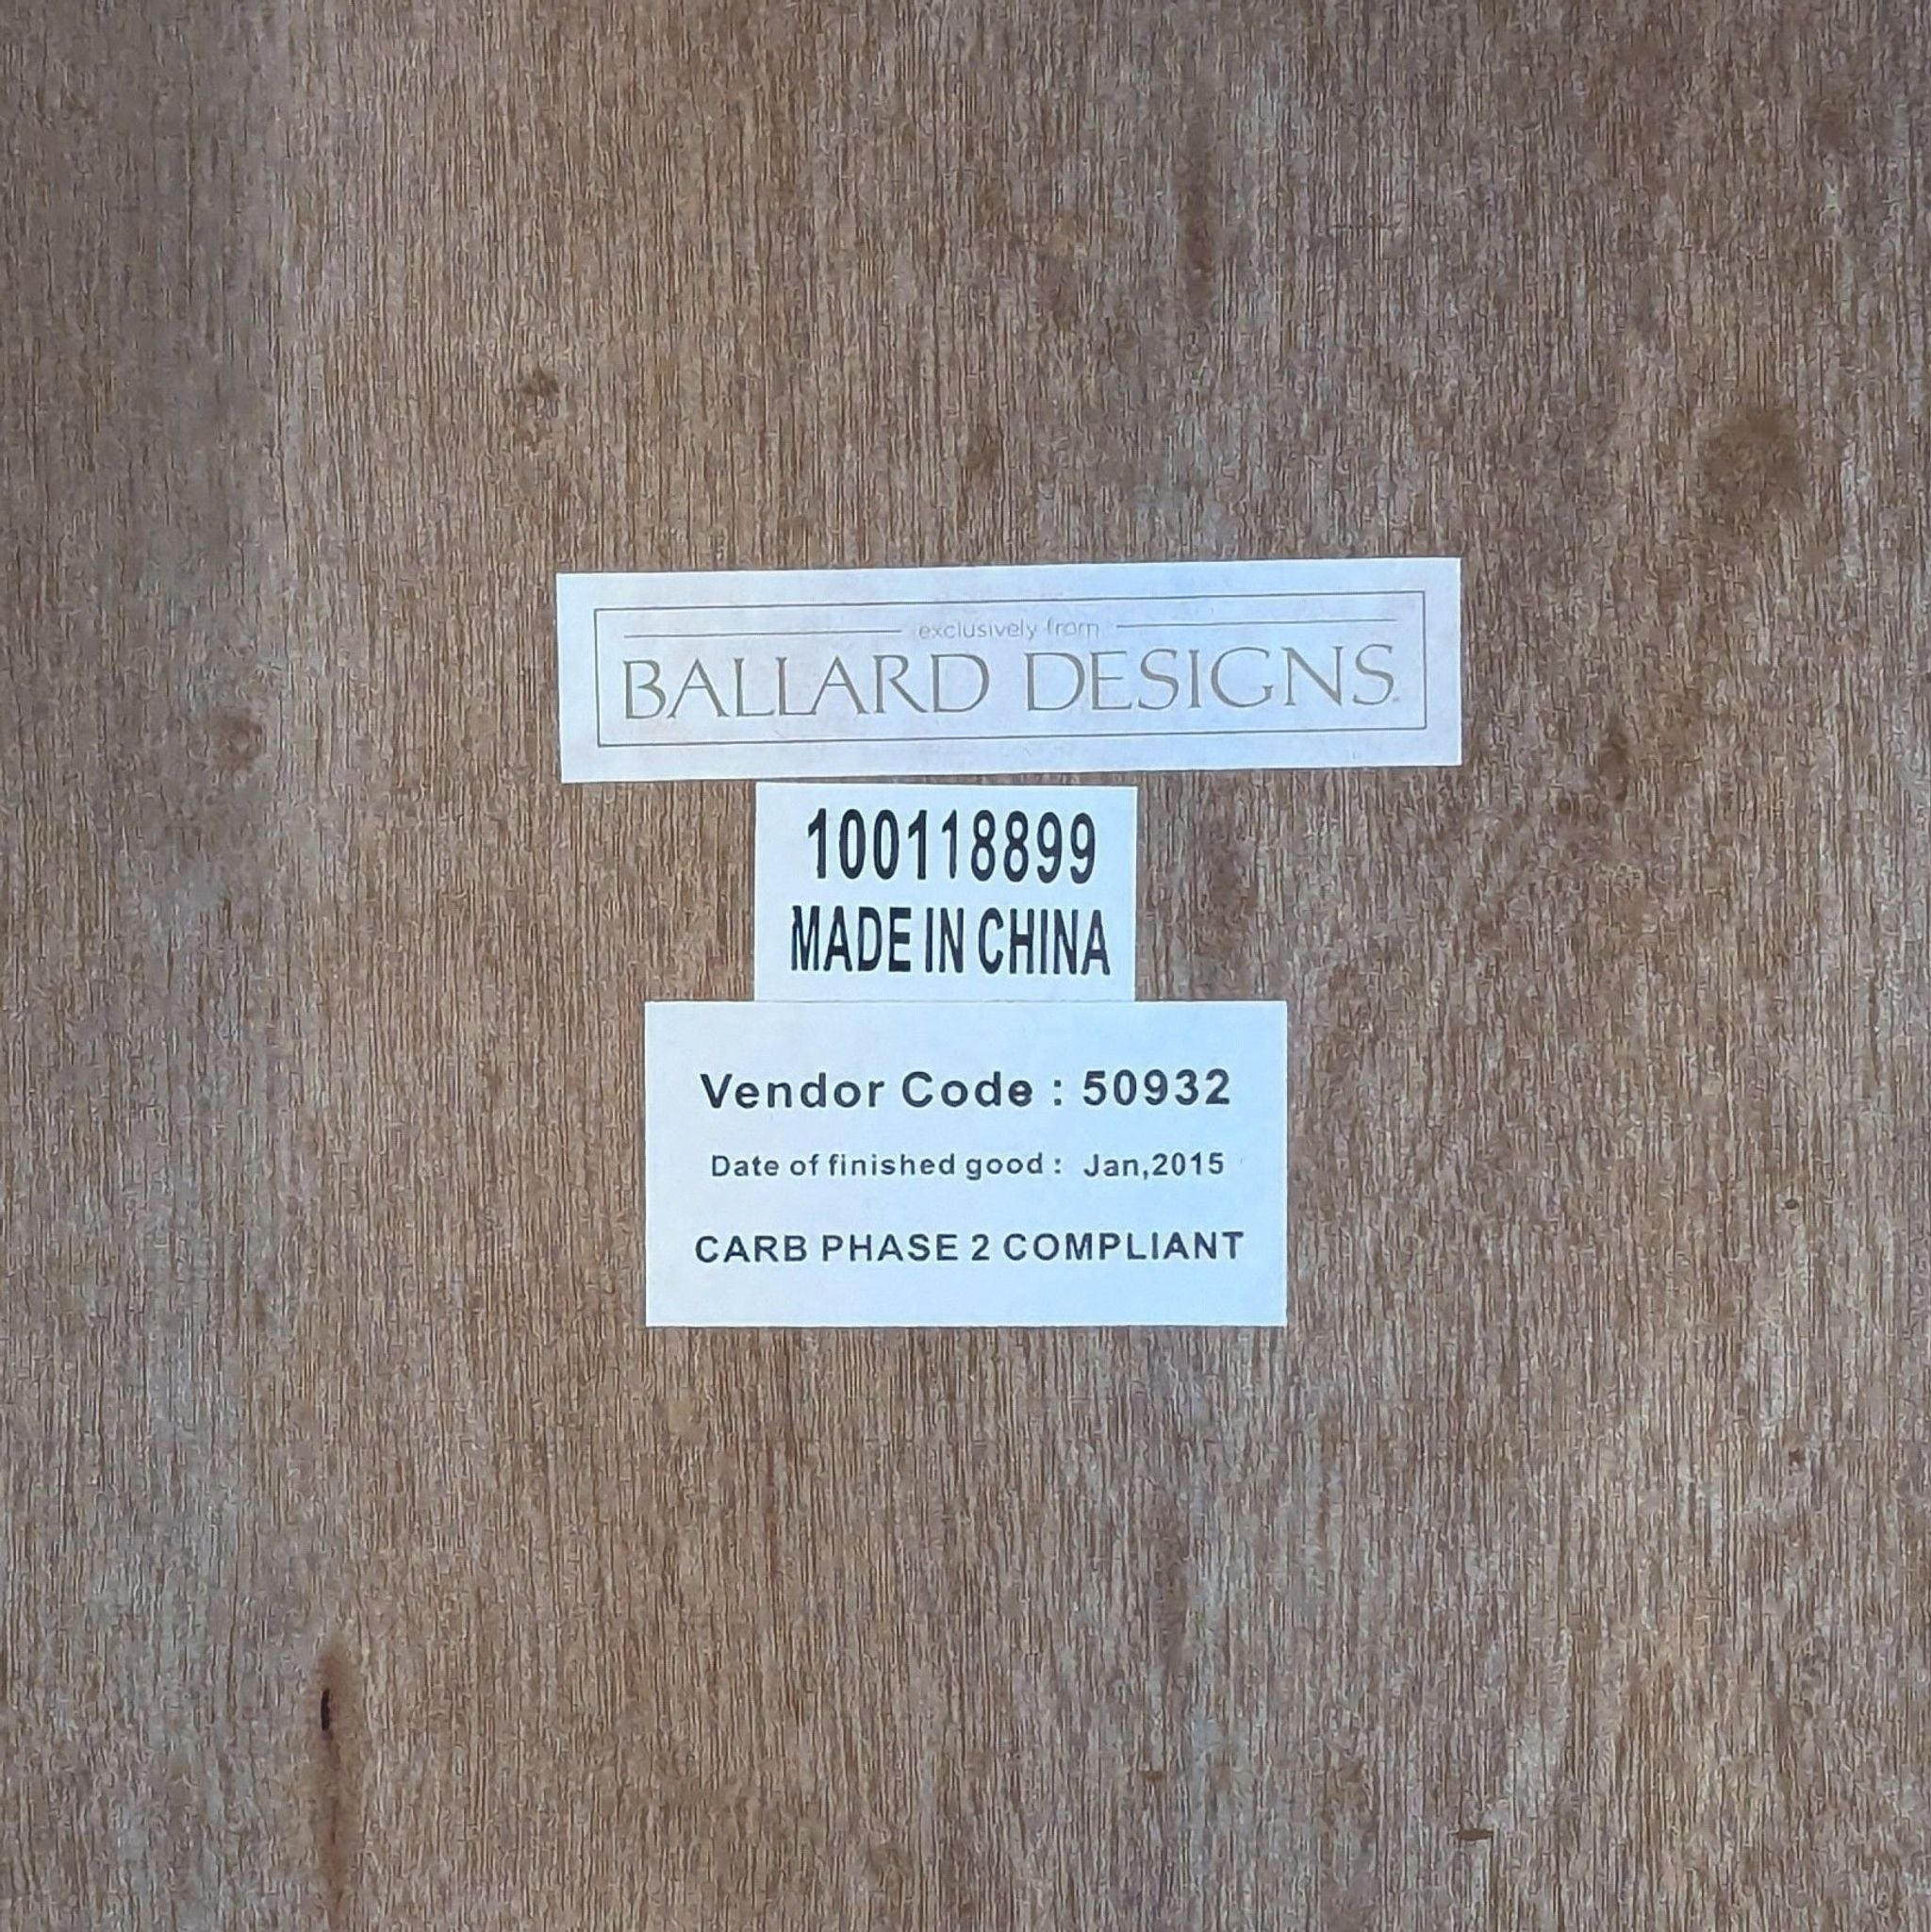 exclusively from
BALLARD DESIGNS
100118899
MADE IN CHINA
Vendor Code : 50932
Date of finished good : Jan,2015
CARB PHASE 2 COMPLIANT